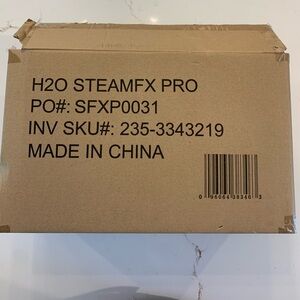 H2O STEAMFX PRO
PO#: SFXP0031
INV SKU#: 235-3343219
MADE IN CHINA